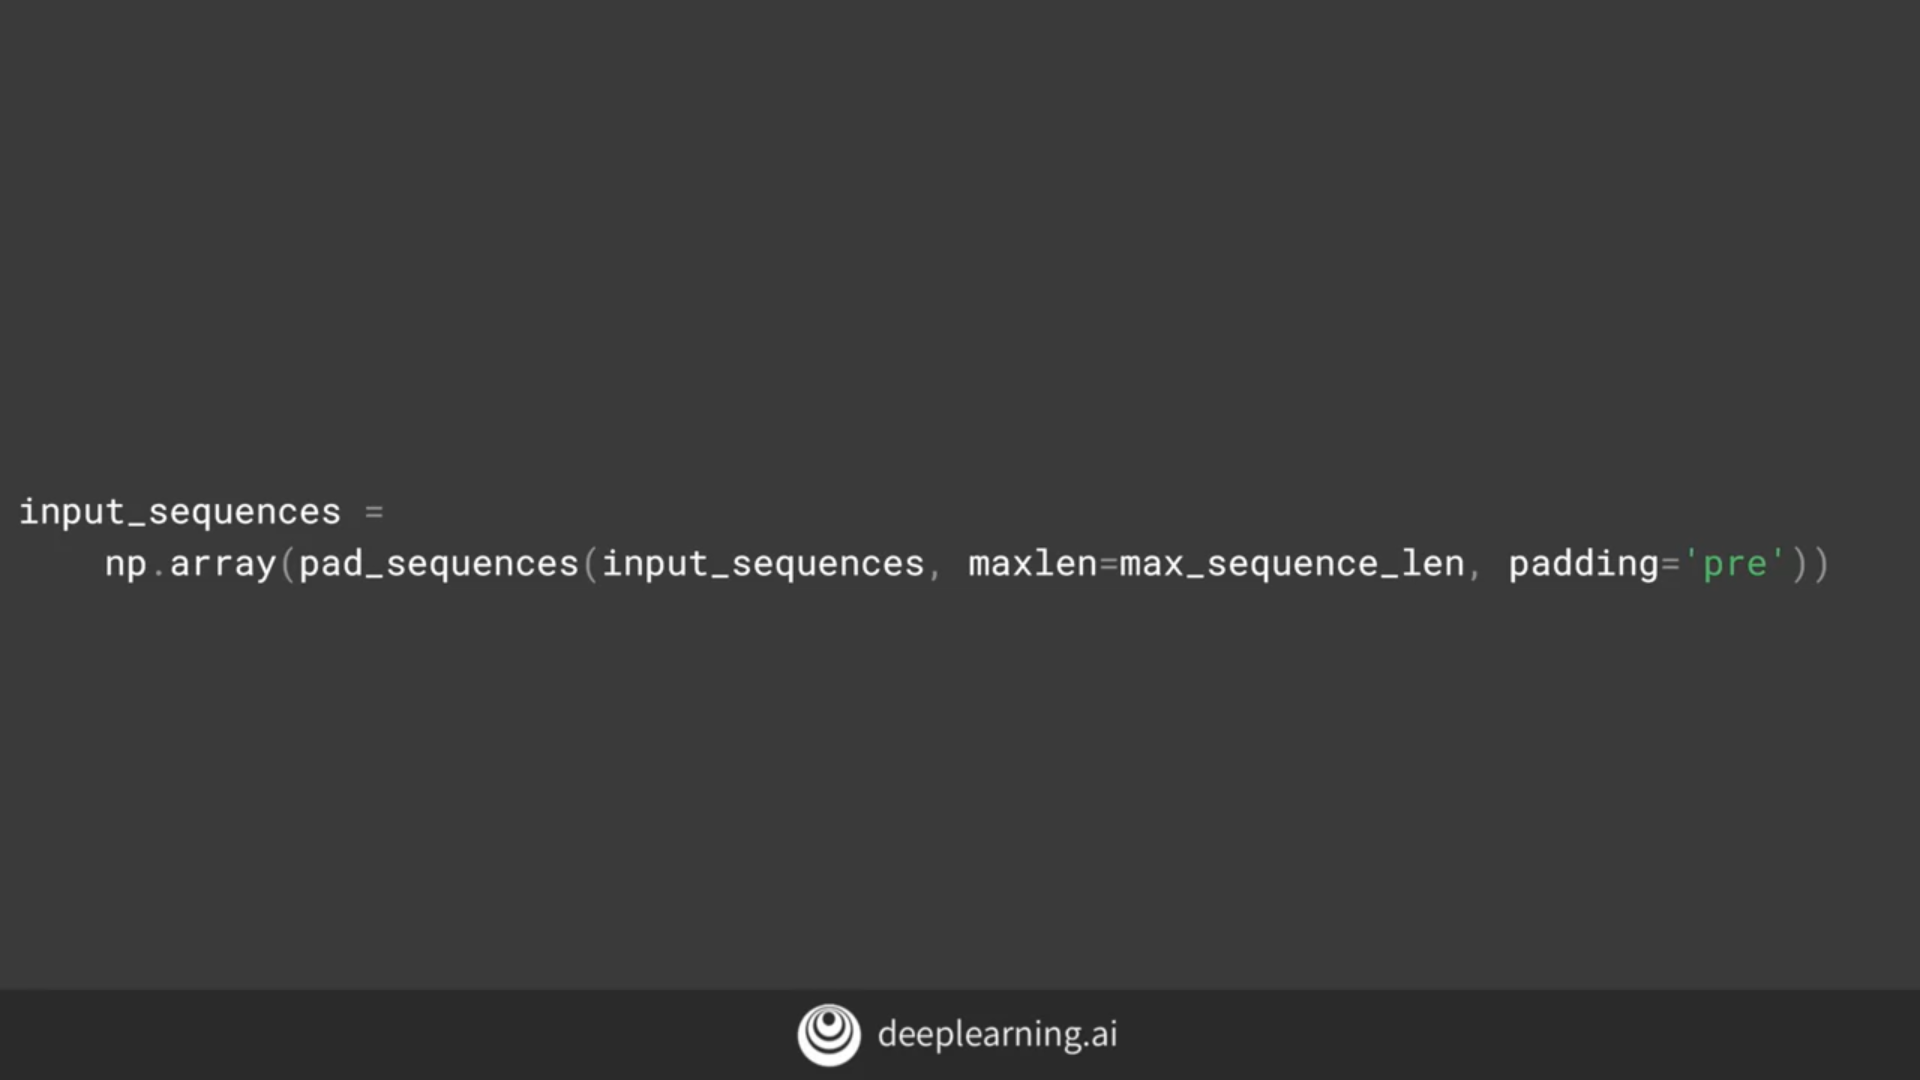 input_sequences =
np.array(pad_sequences(input_sequences, maxlen=max_sequence_len, padding='pre'))
deeplearning.ai